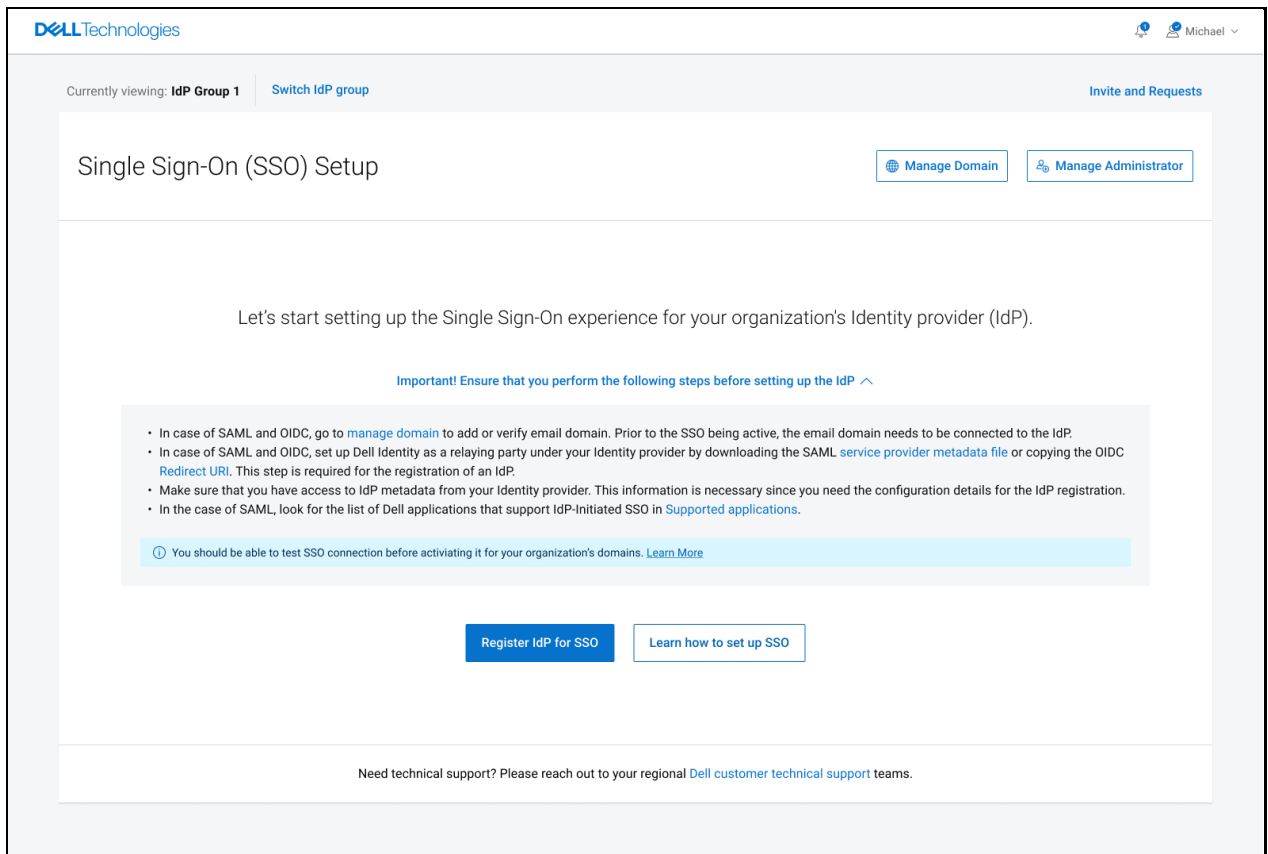 DELLTechnologies
1
Michael
Currently viewing: IdP Group 1
Switch IdP group
Invite and Requests
Single Sign-On (SSO) Setup
Manage Domain
Manage Administrator
Let's start setting up the Single Sign-On experience for your organization's Identity provider (IdP).
Important! Ensure that you perform the following steps before setting up the IdP
• In case of SAML and OIDC, go to manage domain to add or verify email domain. Prior to the SSO being active, the email domain needs to be connected to the IdP.
• In case of SAML and OIDC, set up Dell Identity as a relaying party under your Identity provider by downloading the SAML service provider metadata file or copying the OIDC
Redirect URI. This step is required for the registration of an IdP.
• Make sure that you have access to IdP metadata from your Identity provider. This information is necessary since you need the configuration details for the IdP registration.
• In the case of SAML, look for the list of Dell applications that support IdP-Initiated SSO in Supported applications.
You should be able to test SSO connection before activiating it for your organization's domains. Learn More
Register IdP for SSO
Learn how to set up SSO
Need technical support? Please reach out to your regional Dell customer technical support teams.